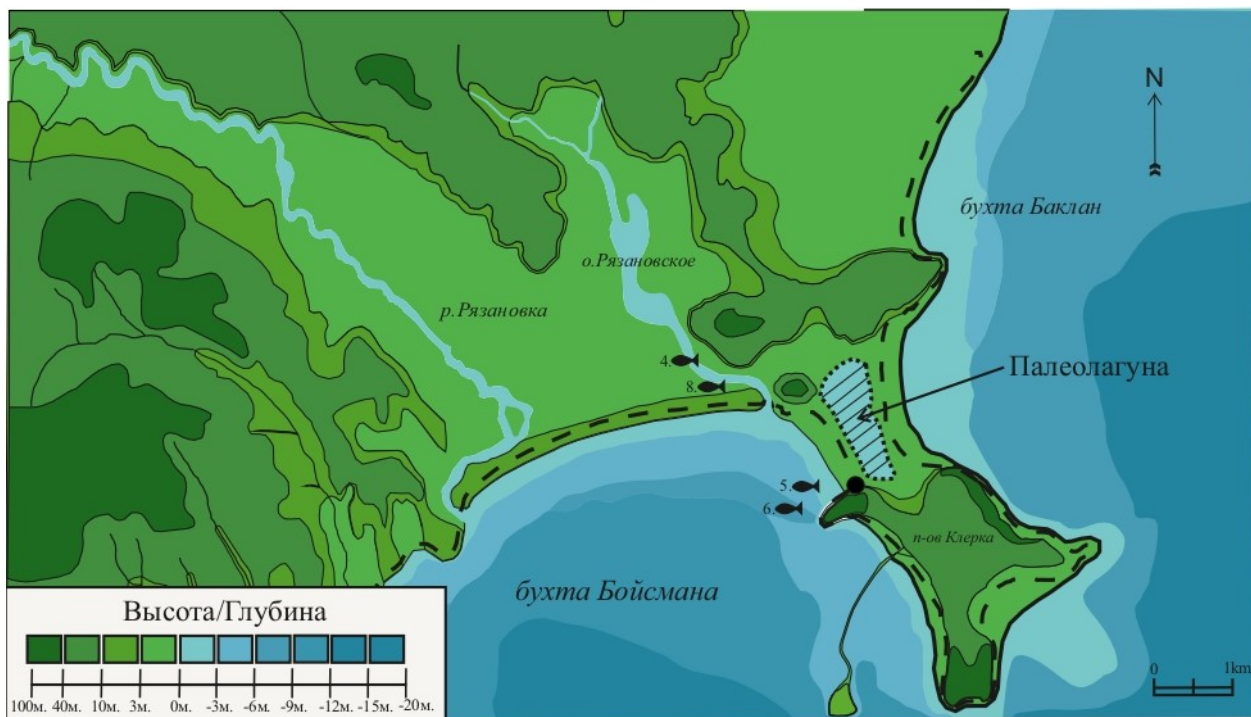 N
бухта Баклан
о.Рязановское
р.Рязановка
4.
8.
Палеолагуна
5.
6.
п-ов Клерка
бухта Бойсмана
Высота/Глубина
100м. 40м. 10м. 3м. 0м. -3м. -6м. -9м. -12м. -15м. -20м.
0 1km